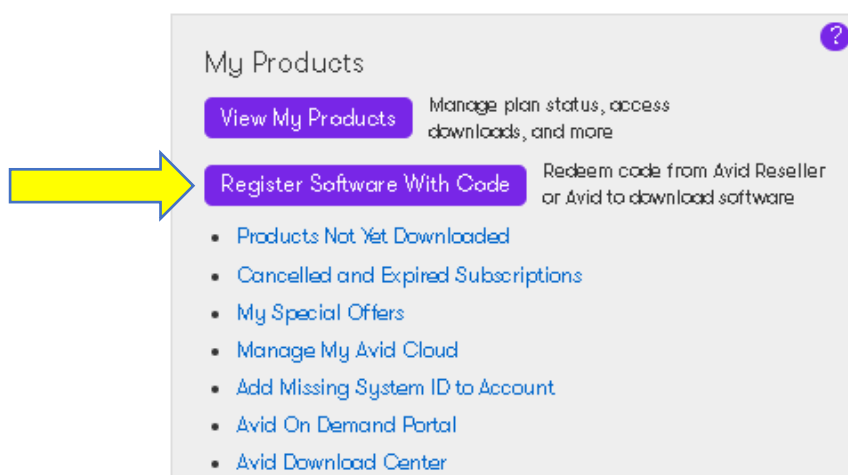 ?
My Products
View My Products
Manage plan status, access
downloads, and more
Register Software With Code
Redeem code from Avid Reseller
or Avid to download software
• Products Not Yet Downloaded
• Cancelled and Expired Subscriptions
• My Special Offers
• Manage My Avid Cloud
• Add Missing System ID to Account
• Avid On Demand Portal
• Avid Download Center